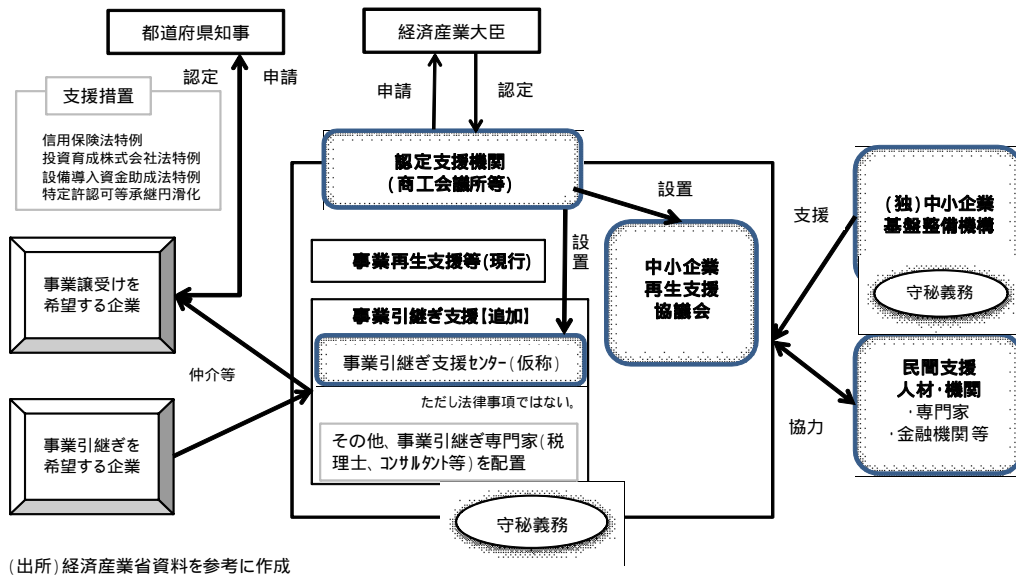 都道府県知事
経済産業大臣
認定
申請
申請
認定
支援措置
信用保険法特例
投資育成株式会社法特例
設備導入資金助成法特例
特定許認可等承継円滑化
認定支援機関
(商工会議所等)
設置
設
置
支援
(独)中小企業
基盤整備機構
守秘義務
事業再生支援等(現行)
中小企業
再生支援
協議会
事業譲受けを
希望する企業
事業引継ぎ支援【追加】
事業引継ぎ支援センター(仮称)
仲介等
ただし法律事項ではない。
民間支援
人材・機関
・専門家
・金融機関等
協力
事業引継ぎを
希望する企業
その他、事業引継ぎ専門家(税
理士、コンサルタント等)を配置
守秘義務
(出所)経済産業省資料を参考に作成